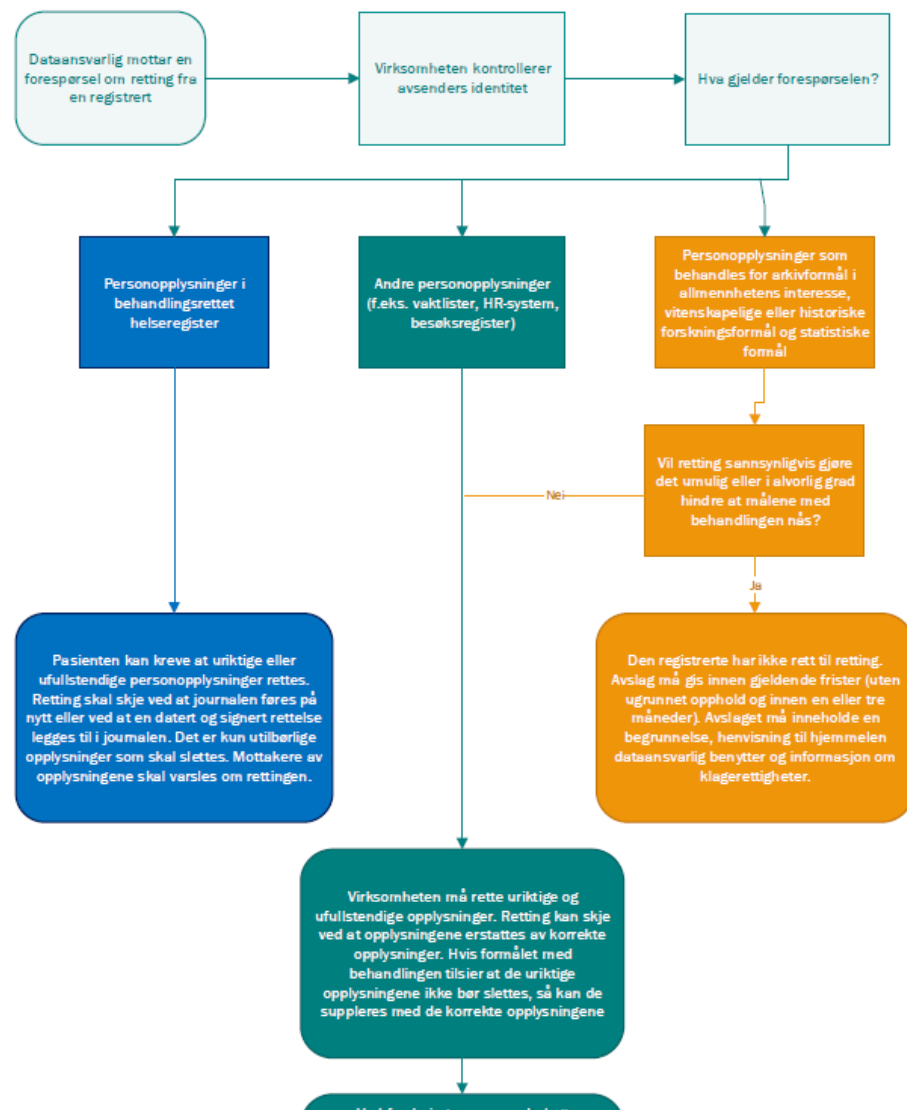 Dataansvarlig mottar en
forespørsel om retting fra
en registrert
Virksomheten kontrollerer
avsenders identitet
Hva gjelder forespørselen?
Personopplysninger i
behandlingsrettet
helseregister
Andre personopplysninger
(f.eks. vaktlister, HR-system,
besøksregister)
Personopplysninger som
behandles for arkivformål i
allmennhetens interesse,
vitenskapelige eller historiske
forskningsformål og statistiske
formål
Vil retting sannsynligvis gjøre
det umulig eller i alvorlig grad
hindre at målene med
behandlingen nås?
Nei
Ja
Pasienten kan kreve at uriktige eller
ufullstendige personopplysninger rettes.
Retting skal skje ved at journalen føres på
nytt eller ved at en datert og signert rettelse
legges til i journalen. Det er kun utilbørlige
opplysninger som skal slettes. Mottakere av
opplysningene skal varsles om rettingen.
Den registrerte har ikke rett til retting.
Avslag må gis innen gjeldende frister (uten
ugrunnet opphold og innen en eller tre
måneder). Avslaget må inneholde en
begrunnelse, henvisning til hjemmelen
dataansvarlig benytter og informasjon om
klagerettigheter.
Virksomheten må rette uriktige og
ufullstendige opplysninger. Retting kan skje
ved at opplysningene erstattes av korrekte
opplysninger. Hvis formålet med
behandlingen tilsier at de uriktige
opplysningene ikke bør slettes, så kan de
suppleres med de korrekte opplysningene